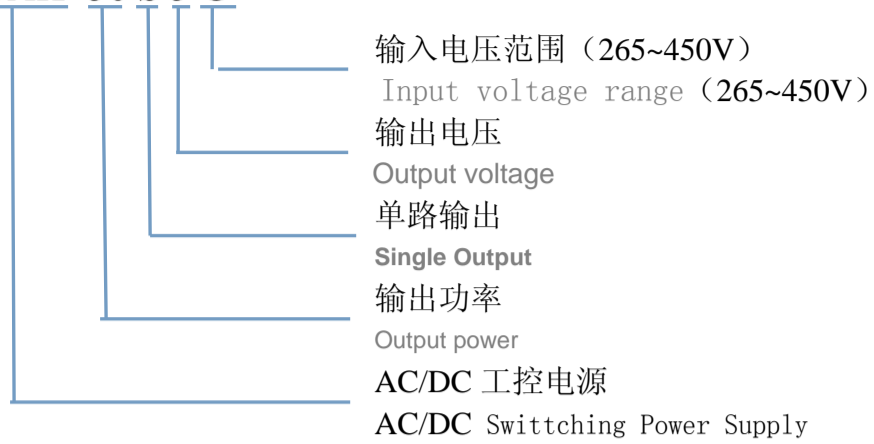 输入电压范围（265~450V）
Input voltage range（265~450V）
输出电压
Output voltage
单路输出
Single Output
输出功率
Output power
AC/DC 工控电源
AC/DC Swittching Power Supply